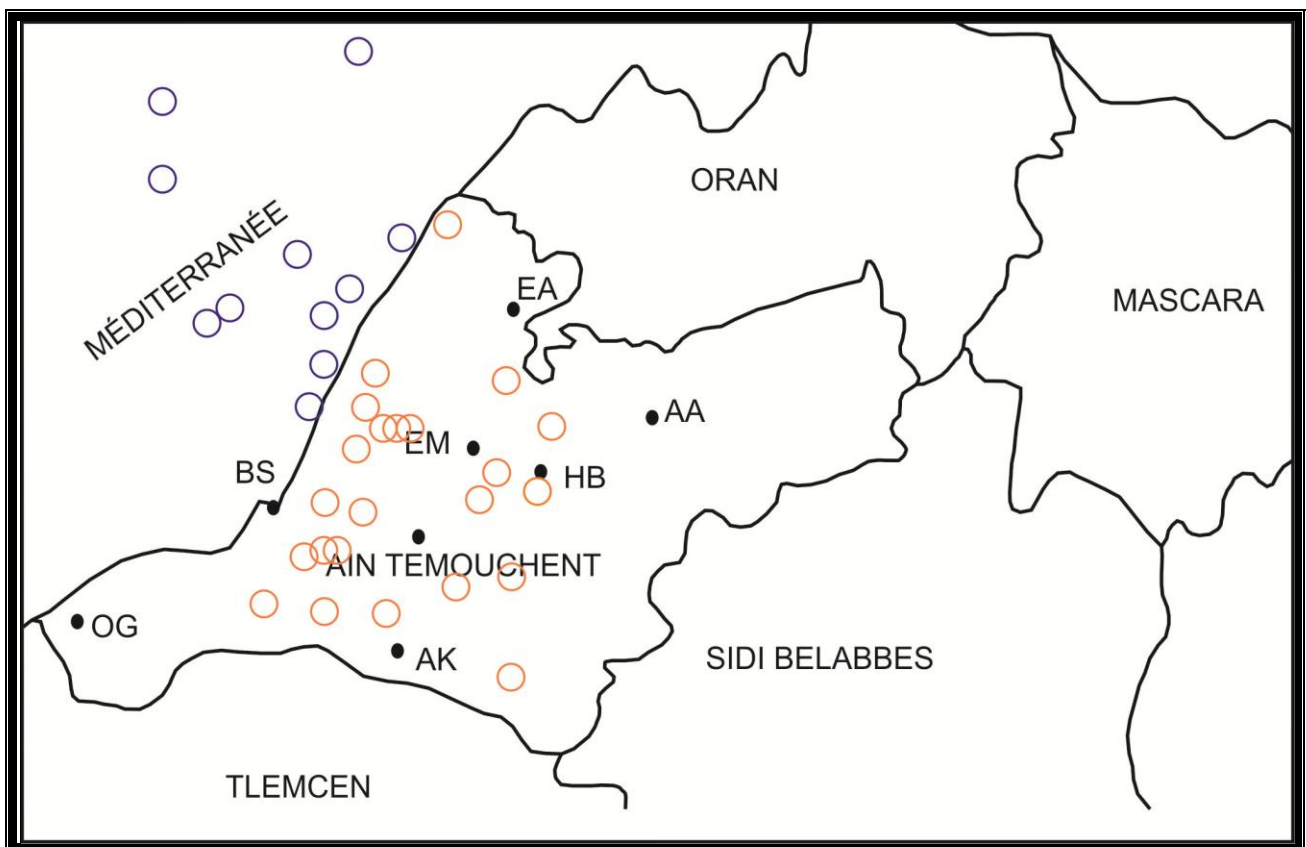 ORAN
MÉDITERRANÉE
EA
MASCARA
AA
EM
BS
HB
AIN TEMOUCHENT
OG
AK
SIDI BELABBES
TLEMCEN